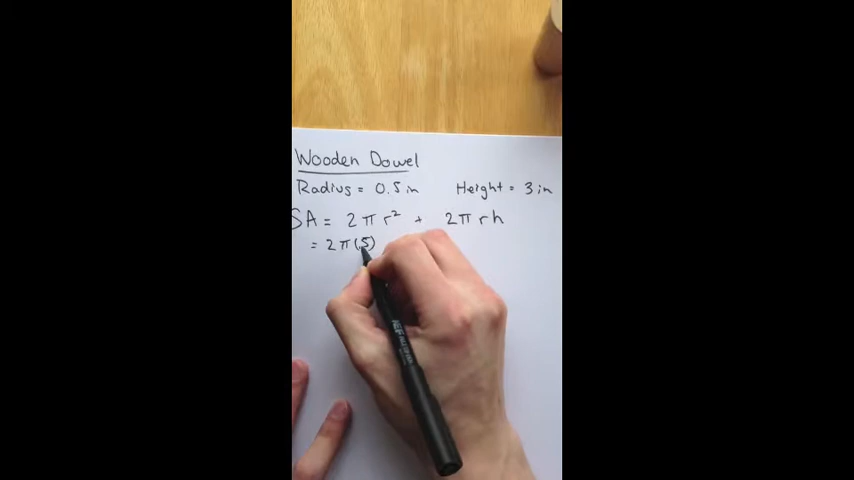 Wooden Dowel
Radius = 0.5 in Height = 3 in
SA = 2πr² + 2πrh
= 2π(.5)